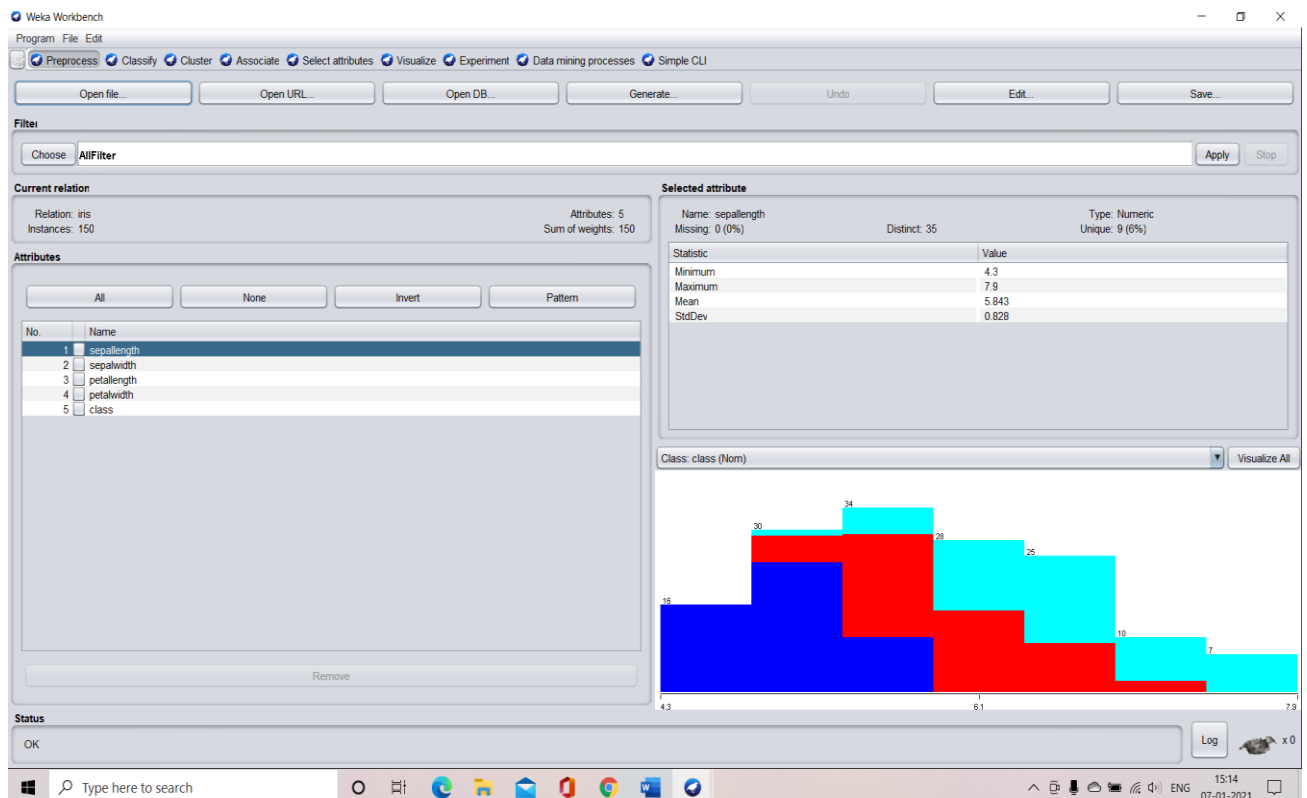 Weka Workbench
Program File Edit
Preprocess Classify Cluster Associate Select attributes Visualize Experiment Data mining processes Simple CLI
Open file... Open URL... Open DB... Generate... Undo Edit... Save...
Filter
Choose AllFilter Apply Stop
Current relation
Relation: iris Attributes: 5
Instances: 150 Sum of weights: 150
Attributes
All None Invert Pattern
No. Name
1 sepallength
2 sepalwidth
3 petallength
4 petalwidth
5 class
Remove
Selected attribute
Name: sepallength Type: Numeric
Missing: 0 (0%) Distinct: 35 Unique: 9 (6%)
Statistic Value
Minimum 4.3
Maximum 7.9
Mean 5.843
StdDev 0.828
Class: class (Nom) Visualize All
16 30 34 28 25 10 7
4.3 6.1 7.9
Status
OK Log x 0
Type here to search ENG 15:14
07-01-2021